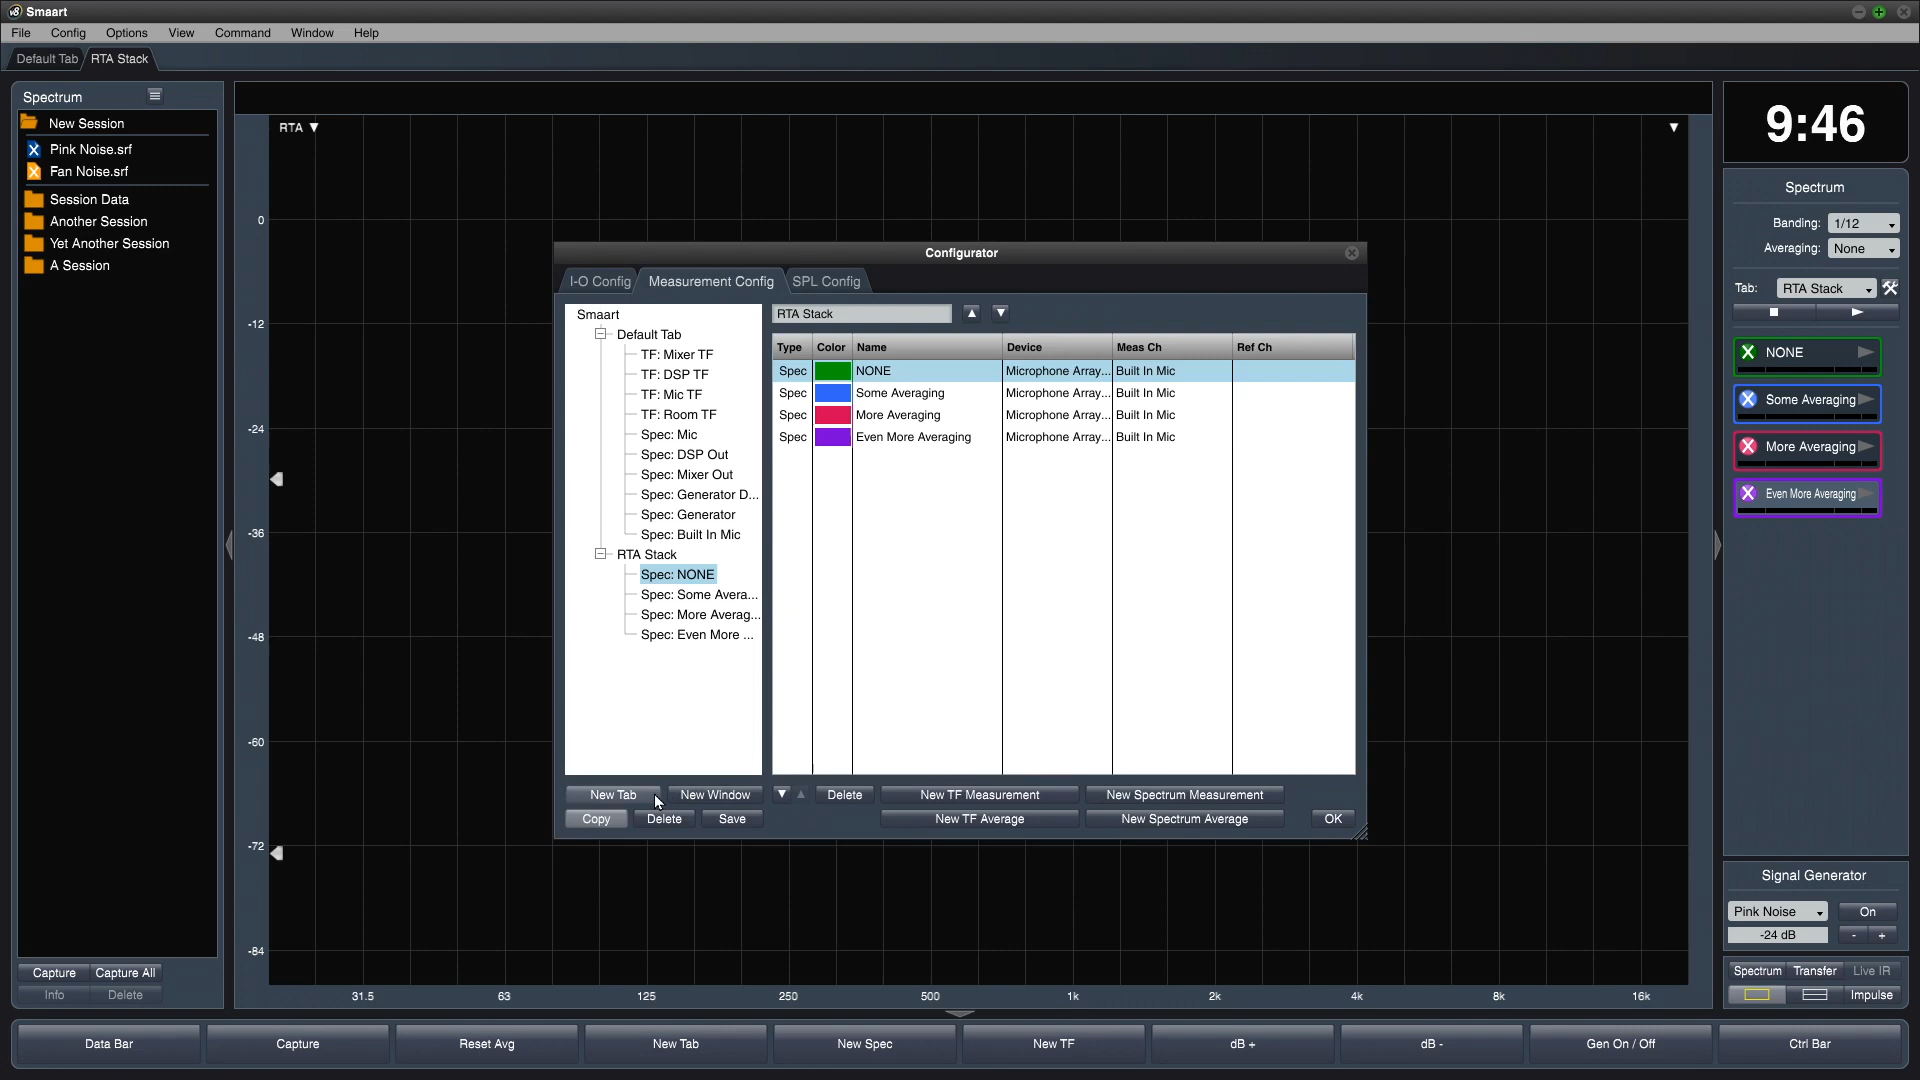 v8 Smaart
File Config Options View Command Window Help
Default Tab RTA Stack
Spectrum
New Session
Pink Noise.srf
Fan Noise.srf
Session Data
Another Session
Yet Another Session
A Session
Capture Capture All
Info Delete
RTA
0
-12
-24
-36
-48
-60
-72
-84
31.5 63 125 250 500 1k 2k 4k 8k 16k
Configurator
I-O Config Measurement Config SPL Config
Smaart
Default Tab
TF: Mixer TF
TF: DSP TF
TF: Mic TF
TF: Room TF
Spec: Mic
Spec: DSP Out
Spec: Mixer Out
Spec: Generator D...
Spec: Generator
Spec: Built In Mic
RTA Stack
Spec: NONE
Spec: Some Avera...
Spec: More Averag...
Spec: Even More ...
RTA Stack
Type Color Name Device Meas Ch Ref Ch
Spec NONE Microphone Array... Built In Mic
Spec Some Averaging Microphone Array... Built In Mic
Spec More Averaging Microphone Array... Built In Mic
Spec Even More Averaging Microphone Array... Built In Mic
New Tab New Window Delete New TF Measurement New Spectrum Measurement
Copy Delete Save New TF Average New Spectrum Average OK
9:46
Spectrum
Banding: 1/12
Averaging: None
Tab: RTA Stack
NONE
Some Averaging
More Averaging
Even More Averaging
Signal Generator
Pink Noise On
-24 dB - +
Spectrum Transfer Live IR
Impulse
Data Bar Capture Reset Avg New Tab New Spec New TF dB + dB - Gen On / Off Ctrl Bar